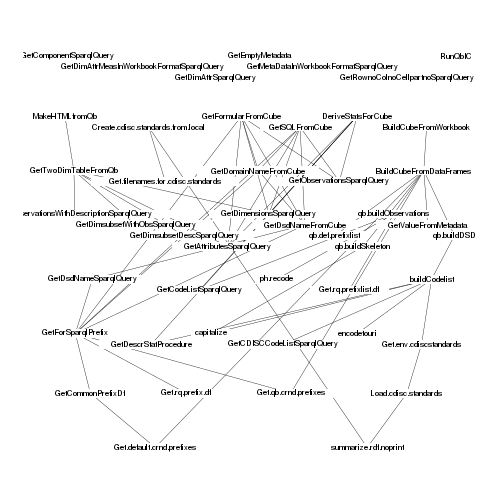 GetComponentSparqlQuery
GetEmptyMetadata
RunQbIC
GetDimAttrMeasInWorkbookFormatSparqlQuery
GetMetaDataInWorkbookFormatSparqlQuery
GetDimAttrSparqlQuery
GetRownoColnoCellpartnoSparqlQuery
MakeHTMLfromQb
GetFormularFromCube
DeriveStatsForCube
Create.cdisc.standards.from.local
GetSQLFromCube
BuildCubeFromWorkbook
GetTwoDimTableFromQb
GetDomainNameFromCube
BuildCubeFromDataFrames
Get.filenames.for.cdisc.standards
GetObservationsSparqlQuery
servationsWithDescriptionSparqlQuery
GetDimensionsSparqlQuery
qb.buildObservations
GetDimsubsetWithObsSparqlQuery
GetDsdNameFromCube
GetValueFromMetadata
GetDimsubsetDescSparqlQuery
qb.def.prefixlist
qb.buildDSD
GetAttributesSparqlQuery
qb.buildSkeleton
GetDsdNameSparqlQuery
ph.recode
buildCodelist
GetCodeListSparqlQuery
Get.rq.prefixlist.df
GetForSparqlPrefix
capitalize
encodetouri
GetDescrStatProcedure
GetCDISCCodeListSparqlQuery
Get.env.cdiscstandards
GetCommonPrefixDf
Get.rq.prefix.df
Get.qb.crnd.prefixes
Load.cdisc.standards
Get.default.crnd.prefixes
summarize.rdf.noprint